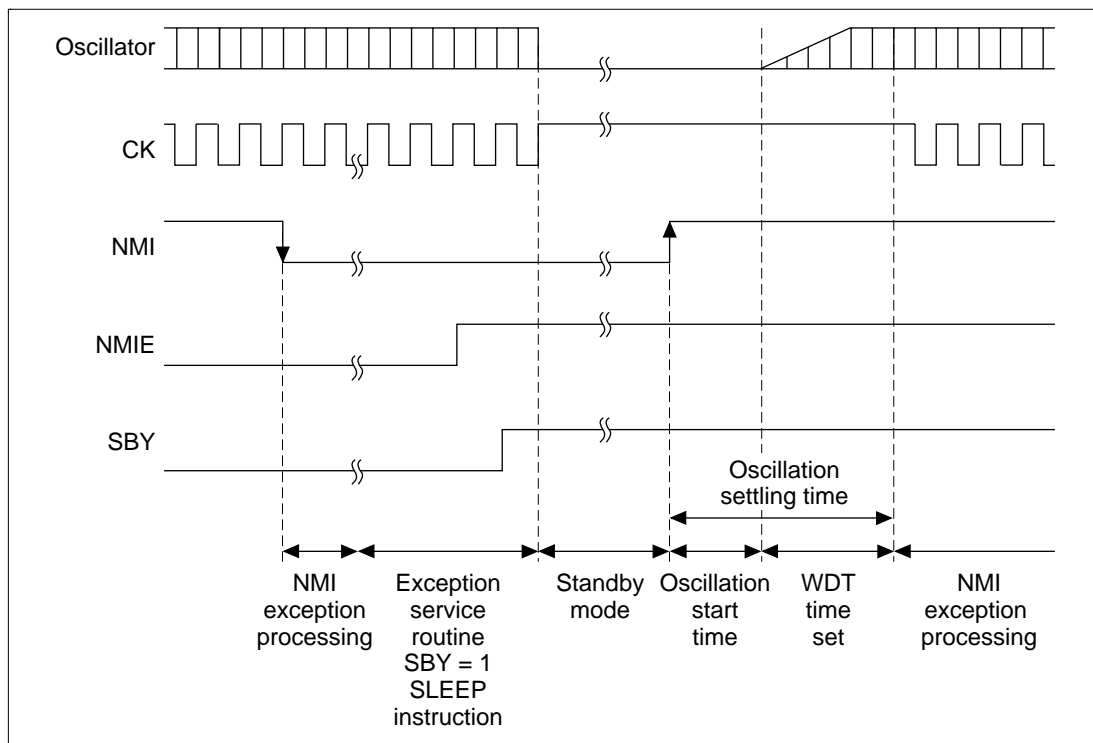 Oscillator
CK
NMI
NMIE
SBY
Oscillation
settling time
NMI
exception
processing
Exception
service
routine
SBY = 1
SLEEP
instruction
Standby
mode
Oscillation
start
time
WDT
time
set
NMI
exception
processing